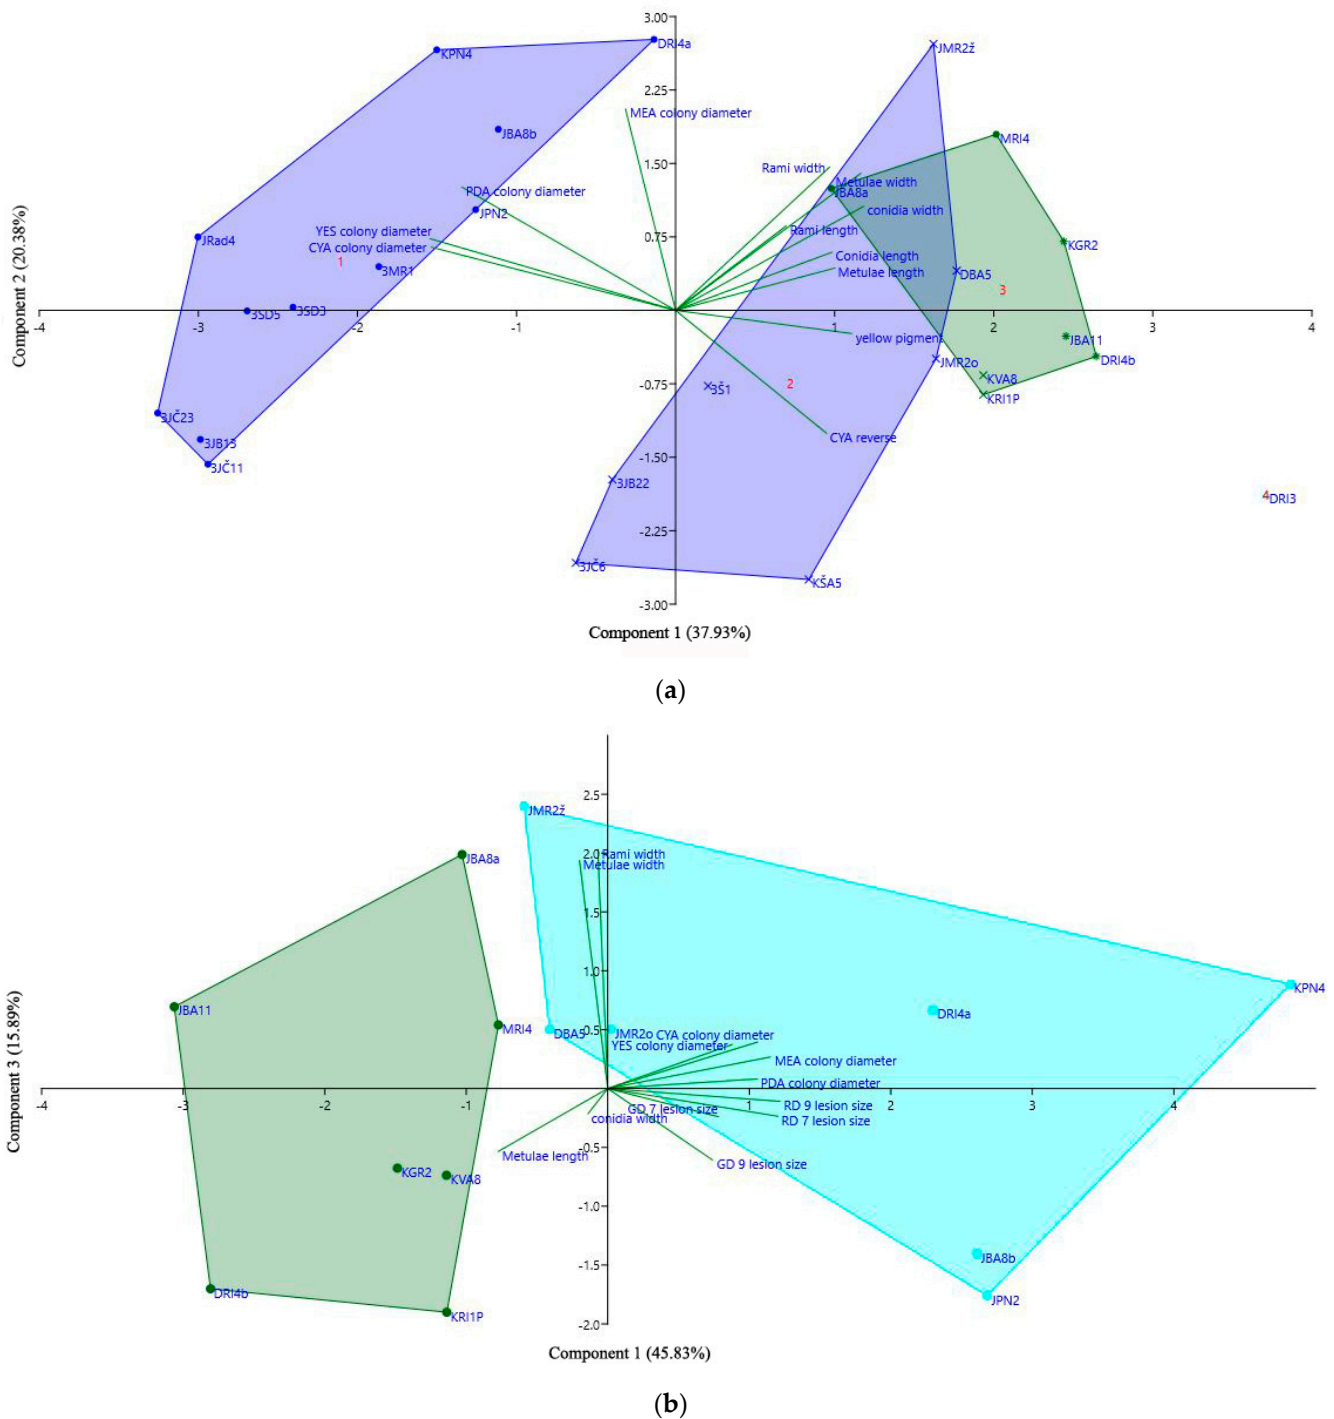 3.00
DRI4a
JMR2ž
KPN4
2.25
MEA colony diameter
JBA8b
MRI4
1.50
Rami width
Metulae width
PDA colony diameter
JBA8a
JPN2
conidia width
YES colony diameter
Rami length
JRad4
0.75
CYA colony diameter
KGR2
1
3MR1
Conidia length
Metulae length
DBA5
3
3SD5
3SD3
-4
-3
-2
-1
1
2
3
4
yellow pigment
JBA11
JMR2o
DRI4b
-0.75
3Š1
2
KVA8
KRI1P
3JČ23
CYA reverse
3JB13
-1.50
3JČ11
3JB22
4
DRI3
-2.25
3JČ6
KŠA5
-3.00
Component 2 (20.38%)
Component 1 (37.93%)
(a)
2.5
JMR2ž
JBA8a
2.0
Rami width
Metulae width
1.5
1.0
KPN4
JBA11
DRI4a
MRI4
0.5
DBA5
JMR2o
CYA colony diameter
YES colony diameter
MEA colony diameter
PDA colony diameter
-4
-3
-2
-1
1
2
3
4
RD 9 lesion size
GD 7 lesion size
conidia width
RD 7 lesion size
-0.5
Metulae length
GD 9 lesion size
KGR2
KVA8
-1.0
JBA8b
-1.5
DRI4b
JPN2
KRI1P
-2.0
Component 3 (15.89%)
Component 1 (45.83%)
(b)